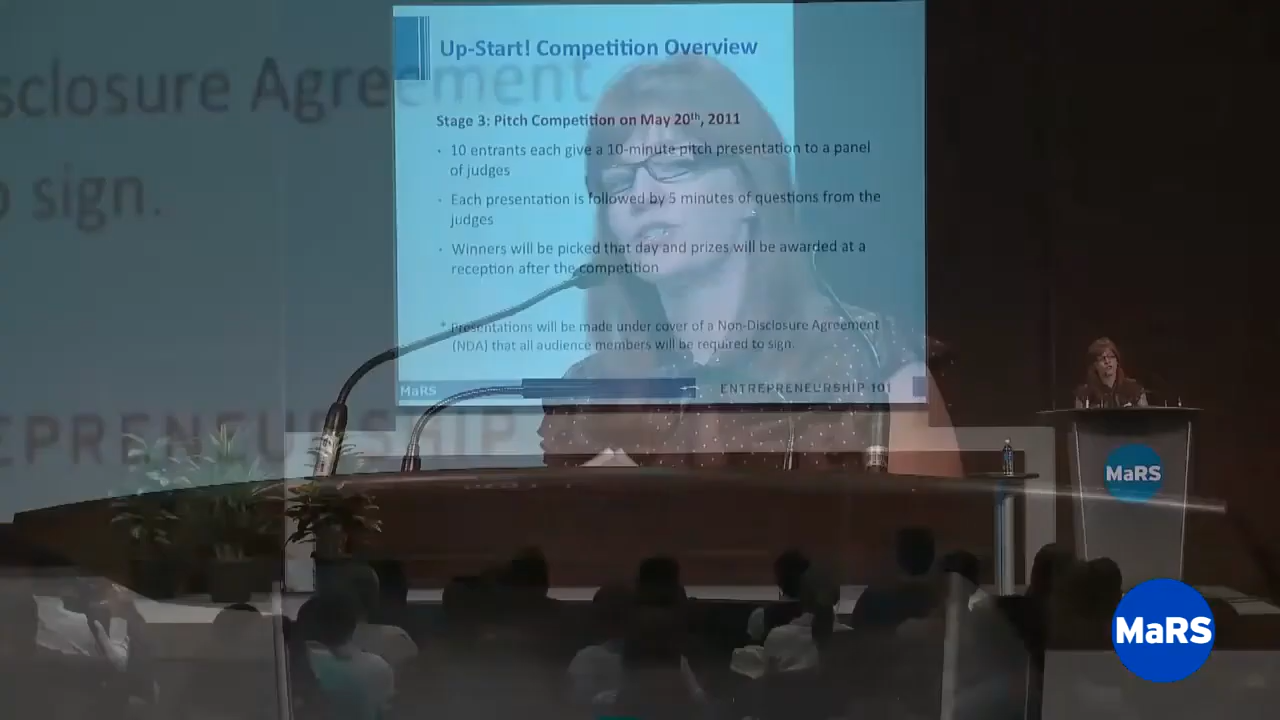 Up-Start! Competition Overview
Stage 3: Pitch Competition on May 20th, 2011
· 10 entrants each give a 10-minute pitch presentation to a panel
of judges
· Each presentation is followed by 5 minutes of questions from the
judges
· Winners will be picked that day and prizes will be awarded at a
reception after the competition
* Presentations will be made under cover of a Non-Disclosure Agreement
(NDA) that all audience members will be required to sign.
MaRS
ENTREPRENEURSHIP 101
sclosure Agreement
o sign.
EPRENEURSHIP
MaRS
MaRS